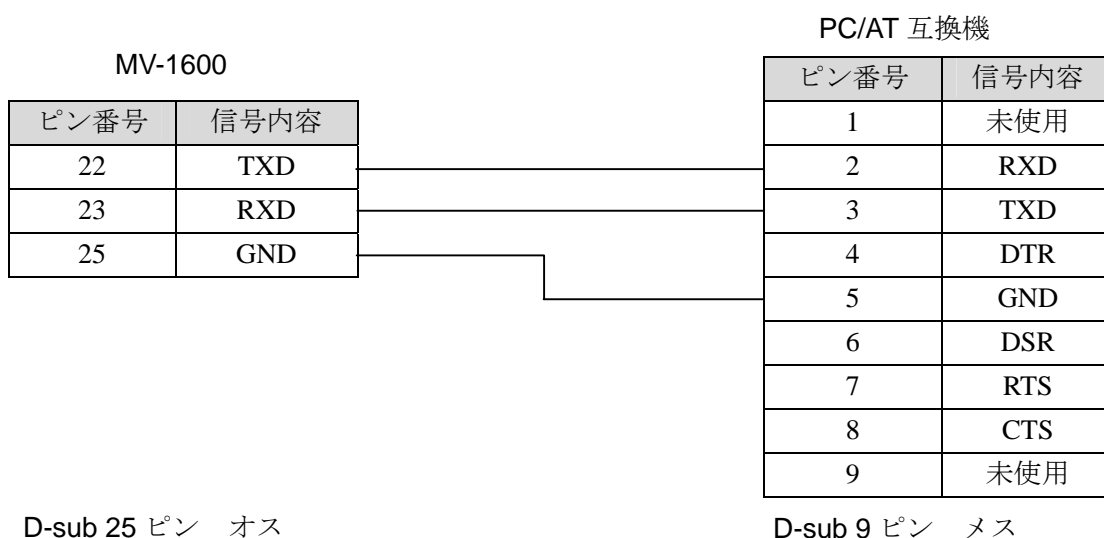 PC/AT 互換機
MV-1600
ピン番号 信号内容
1 未使用
2 RXD
3 TXD
4 DTR
5 GND
6 DSR
7 RTS
8 CTS
9 未使用
ピン番号 信号内容
22 TXD
23 RXD
25 GND
D-sub 25 ピン オス
D-sub 9 ピン メス